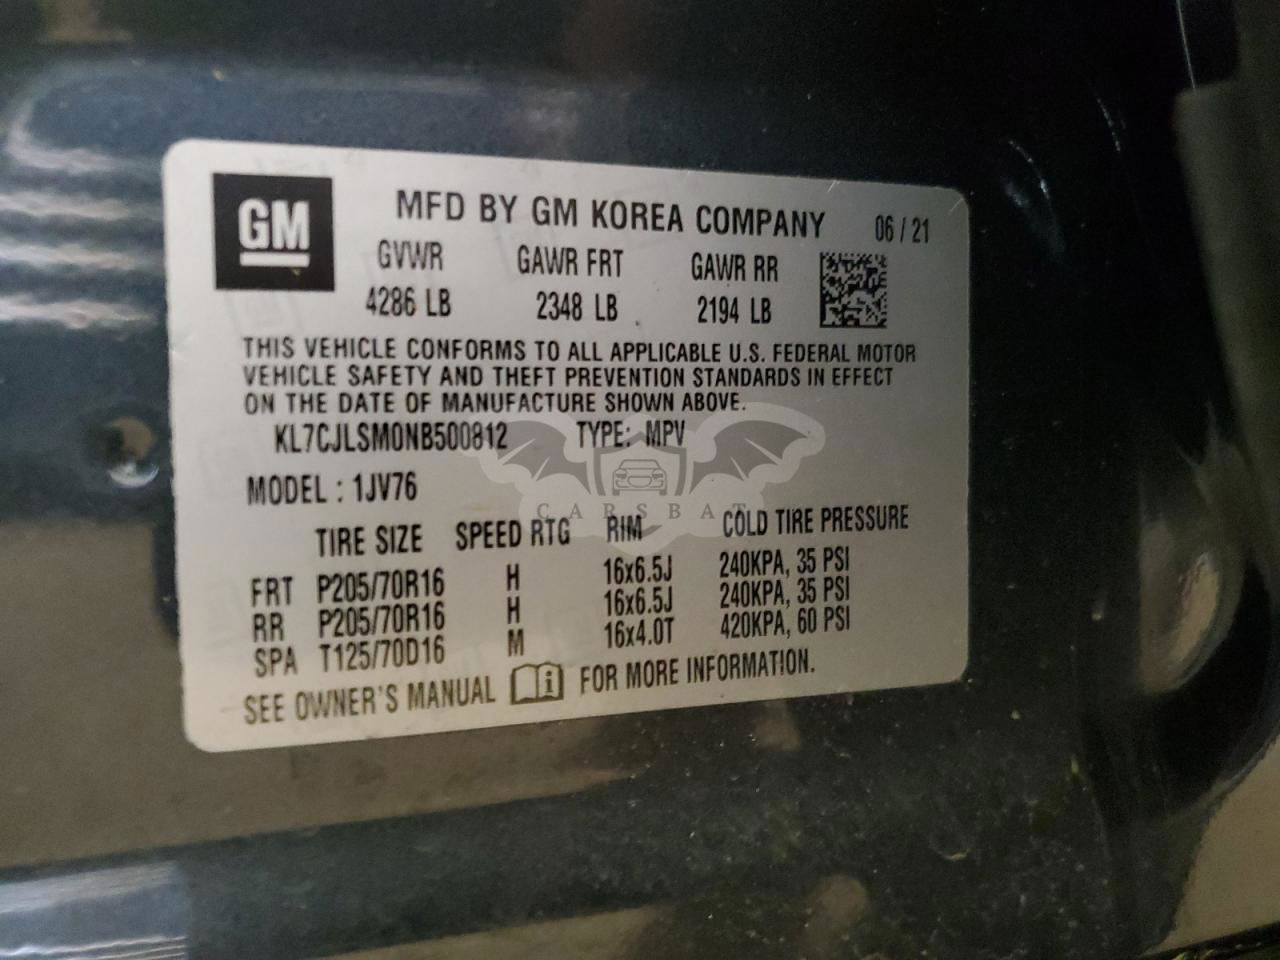 GM
MFD BY GM KOREA COMPANY 06/21
GVWR GAWR FRT GAWR RR
4286 LB 2348 LB 2194 LB
THIS VEHICLE CONFORMS TO ALL APPLICABLE U.S. FEDERAL MOTOR
VEHICLE SAFETY AND THEFT PREVENTION STANDARDS IN EFFECT
ON THE DATE OF MANUFACTURE SHOWN ABOVE.
KL7CJLSM0NB500812 TYPE: MPV
MODEL : 1JV76
CARSBAT
TIRE SIZE SPEED RTG RIM COLD TIRE PRESSURE
FRT P205/70R16 H 16x6.5J 240KPA, 35 PSI
RR P205/70R16 H 16x6.5J 240KPA, 35 PSI
SPA T125/70D16 M 16x4.0T 420KPA, 60 PSI
SEE OWNER'S MANUAL i FOR MORE INFORMATION.